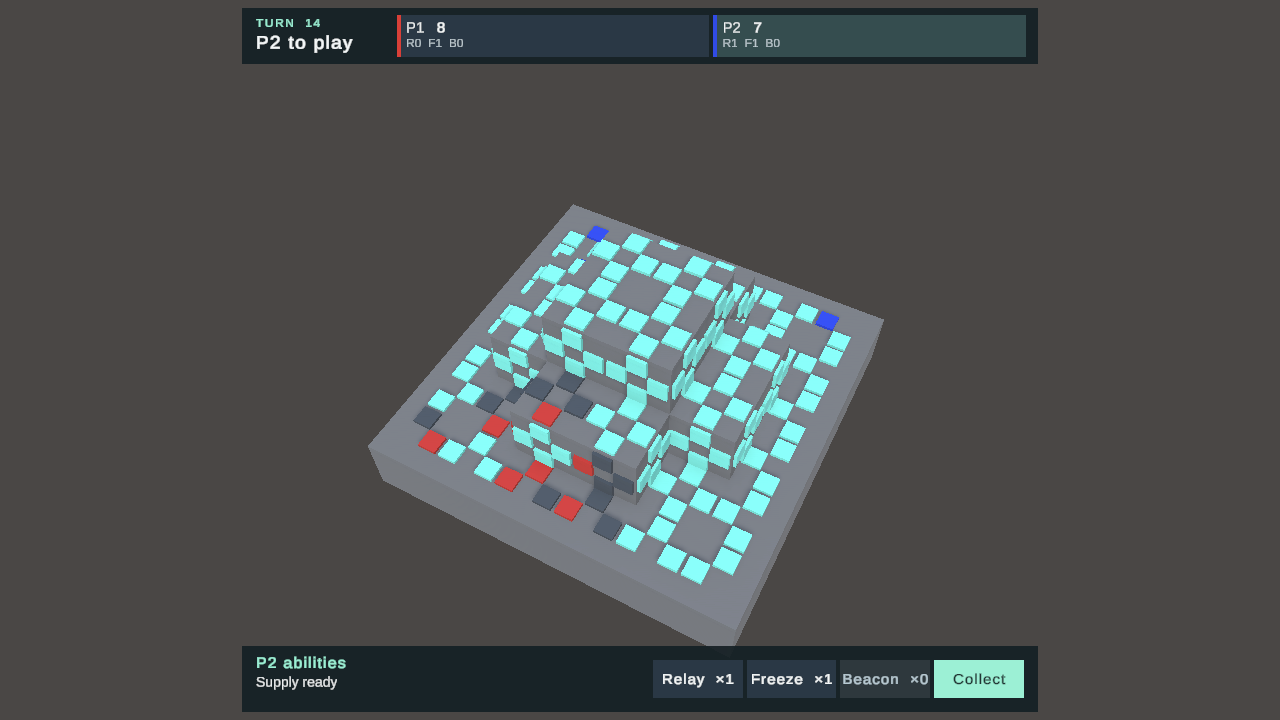 TURN 14
P2 to play
P1 8
R0 F1 B0
P2 7
R1 F1 B0
P2 abilities
Supply ready
Relay ×1
Freeze ×1
Beacon ×0
Collect